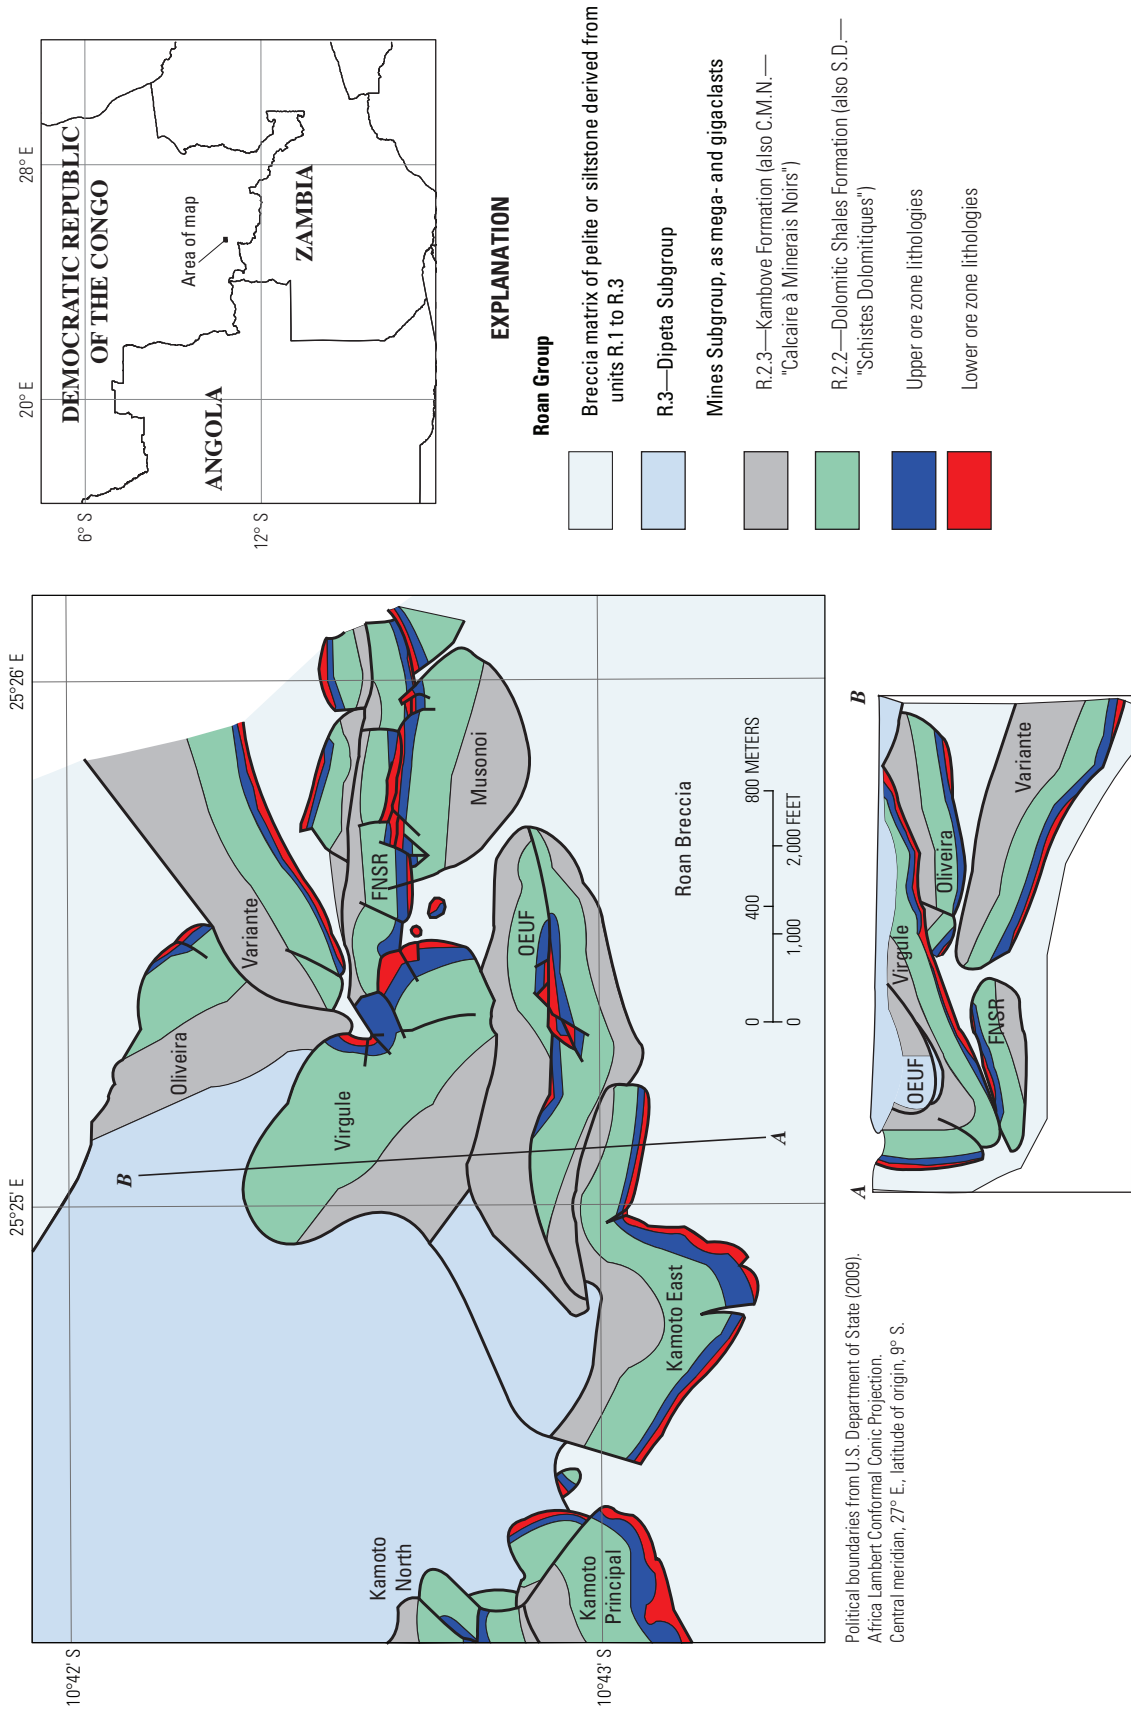 25°25' E
25°26' E
10°42' S
10°43' S
B
A
Oliveira
Variante
Virgule
FNSR
Musonoi
OEUF
Kamoto
North
Kamoto
Principal
Kamoto East
Roan Breccia
0
400
800 METERS
0
1,000
2,000 FEET
20° E
28° E
6° S
12° S
DEMOCRATIC REPUBLIC
OF THE CONGO
ANGOLA
ZAMBIA
Area of map
EXPLANATION
Roan Group
Breccia matrix of pelite or siltstone derived from
units R.1 to R.3
R.3—Dipeta Subgroup
Mines Subgroup, as mega- and gigaclasts
R.2.3—Kambove Formation (also C.M.N.—
"Calcaire à Minerais Noirs")
R.2.2—Dolomitic Shales Formation (also S.D.—
"Schistes Dolomitiques")
Upper ore zone lithologies
Lower ore zone lithologies
Political boundaries from U.S. Department of State (2009).
Africa Lambert Conformal Conic Projection.
Central meridian, 27° E., latitude of origin, 9° S.
A
B
OEUF
Virgule
Oliveira
FNSR
Variante